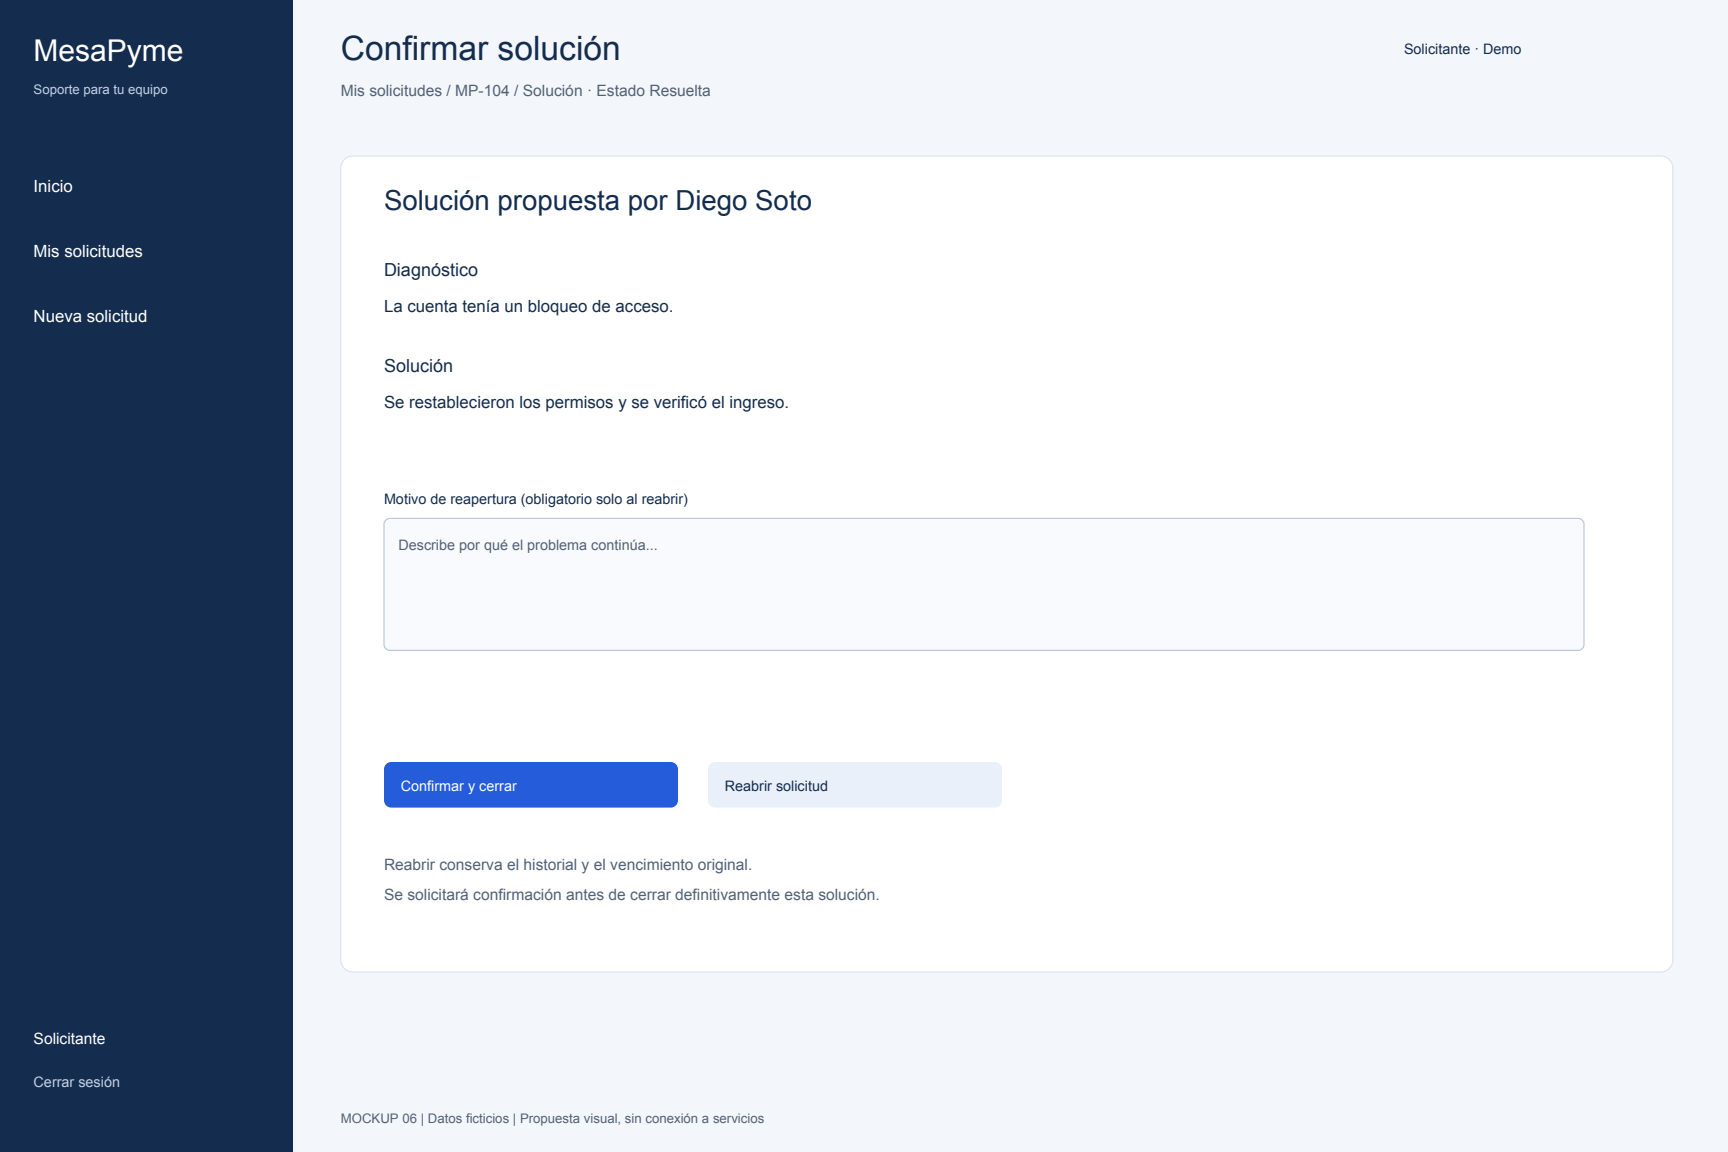 MesaPyme
Soporte para tu equipo
Inicio
Mis solicitudes
Nueva solicitud
Solicitante
Cerrar sesión
Confirmar solución
Solicitante · Demo
Mis solicitudes / MP-104 / Solución · Estado Resuelta
Solución propuesta por Diego Soto
Diagnóstico
La cuenta tenía un bloqueo de acceso.
Solución
Se restablecieron los permisos y se verificó el ingreso.
Motivo de reapertura (obligatorio solo al reabrir)
Describe por qué el problema continúa...
Confirmar y cerrar
Reabrir solicitud
Reabrir conserva el historial y el vencimiento original.
Se solicitará confirmación antes de cerrar definitivamente esta solución.
MOCKUP 06 | Datos ficticios | Propuesta visual, sin conexión a servicios